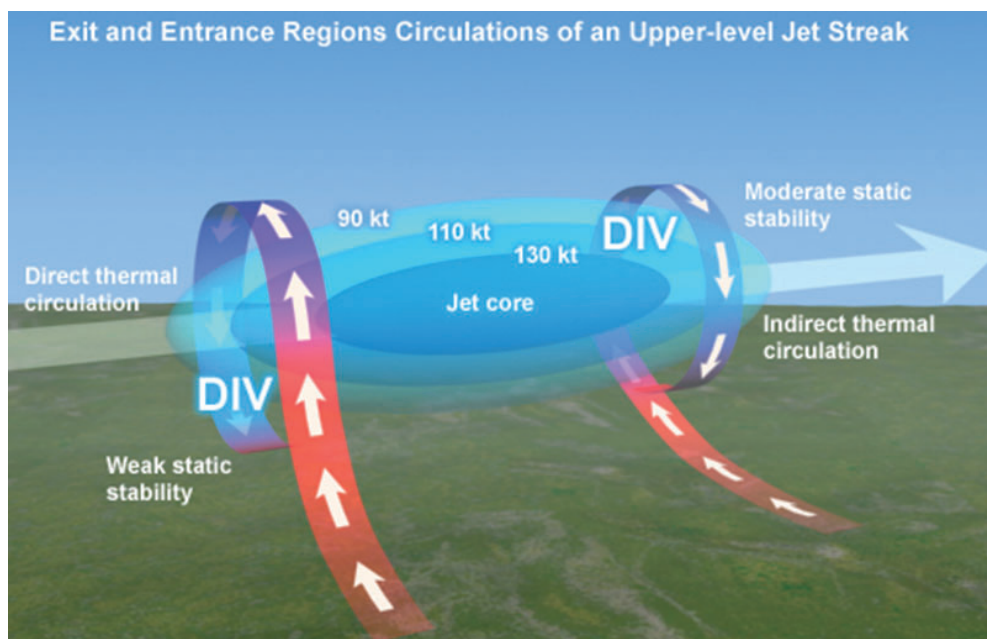 Exit and Entrance Regions Circulations of an Upper-level Jet Streak
Moderate static
stability
90 kt
110 kt
DIV
130 kt
Direct thermal
circulation
Jet core
Indirect thermal
circulation
DIV
Weak static
stability